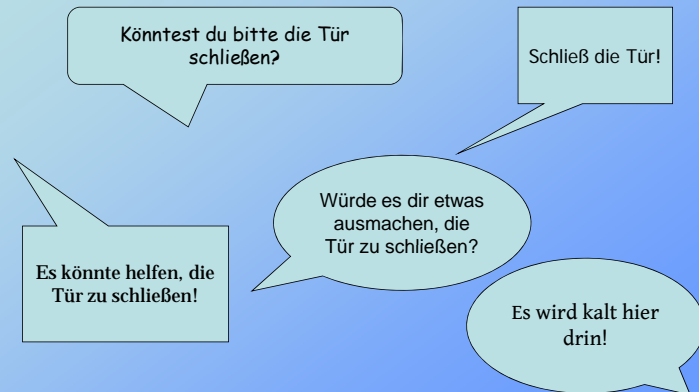 Könntest du bitte die Tür
schließen?
Schließ die Tür!
Würde es dir etwas
ausmachen, die
Tür zu schließen?
Es könnte helfen, die
Tür zu schließen!
Es wird kalt hier
drin!